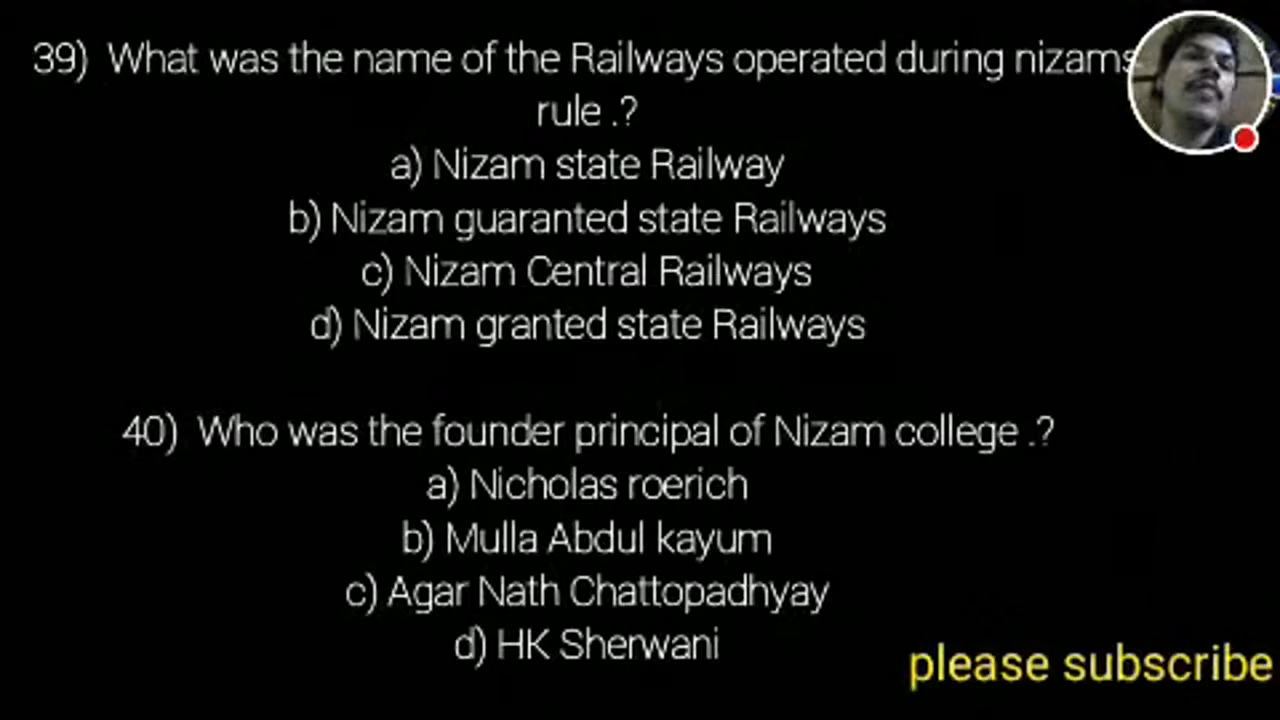 39) What was the name of the Railways operated during nizams
rule .?
a) Nizam state Railway
b) Nizam guaranted state Railways
c) Nizam Central Railways
d) Nizam granted state Railways
40) Who was the founder principal of Nizam college .?
a) Nicholas roerich
b) Mulla Abdul kayum
c) Agar Nath Chattopadhyay
d) HK Sherwani
please subscribe